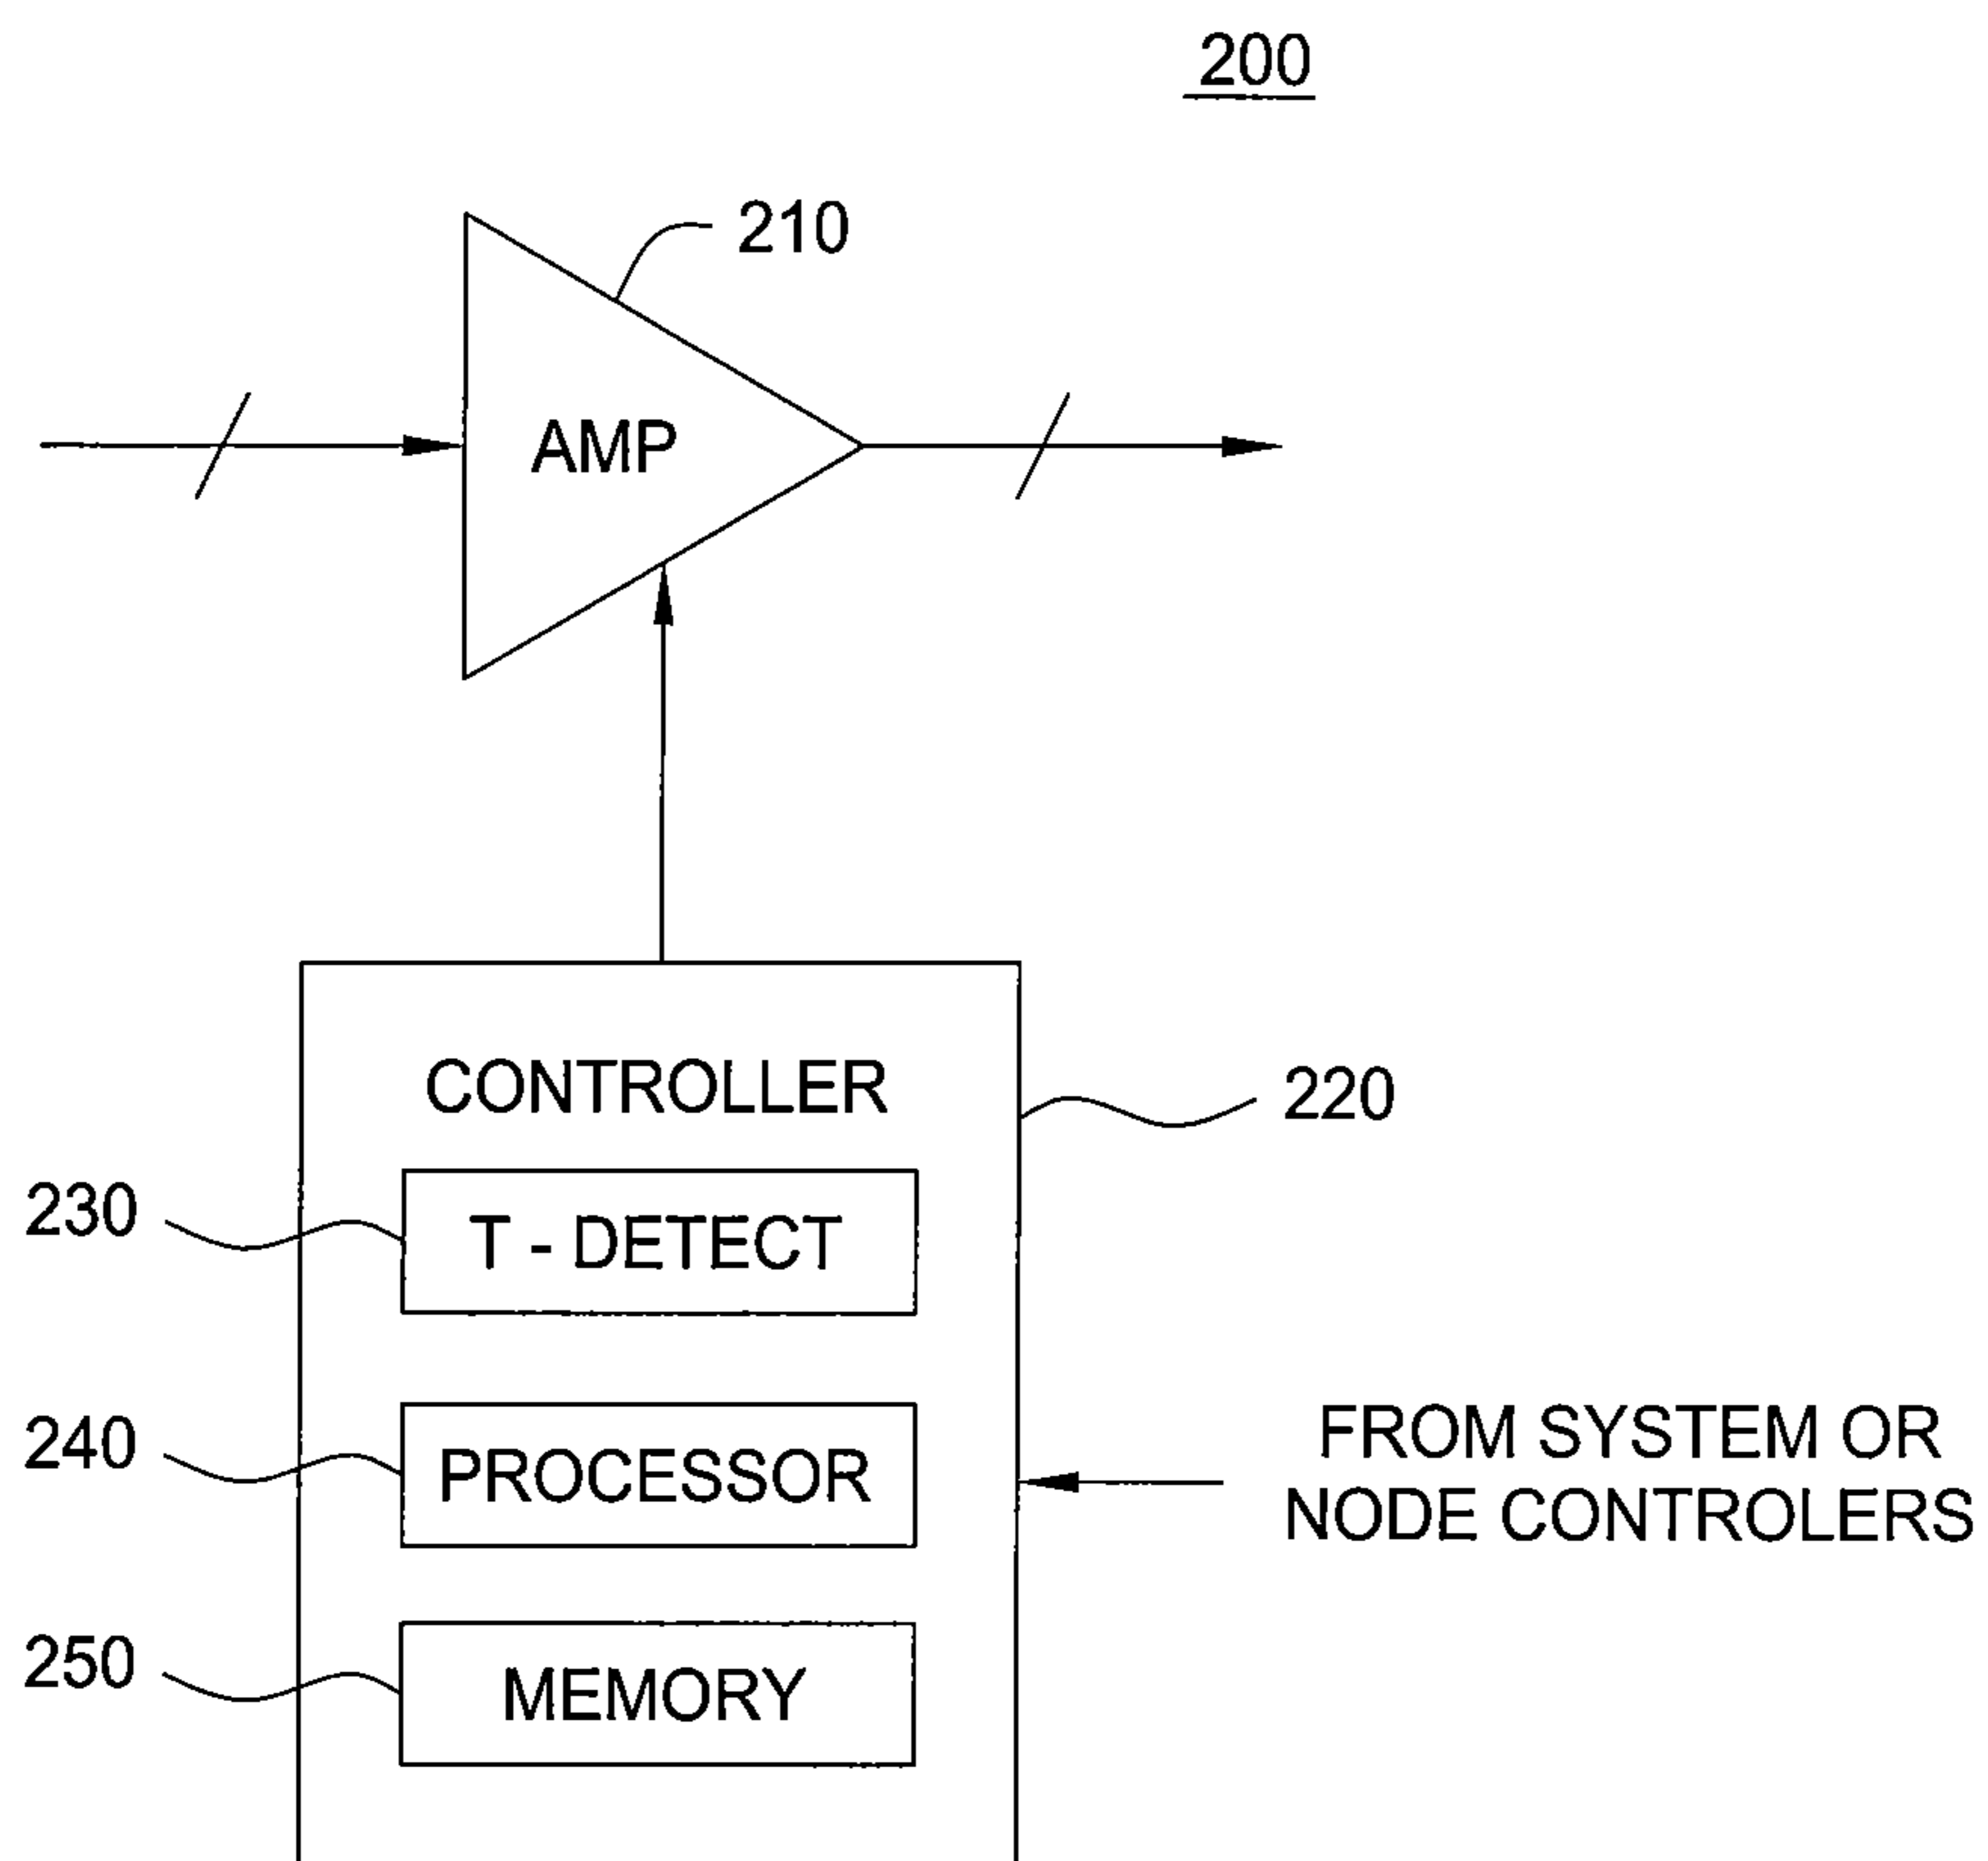 200
210
AMP
CONTROLLER
220
230
T - DETECT
240
PROCESSOR
FROM SYSTEM OR
NODE CONTROLERS
250
MEMORY